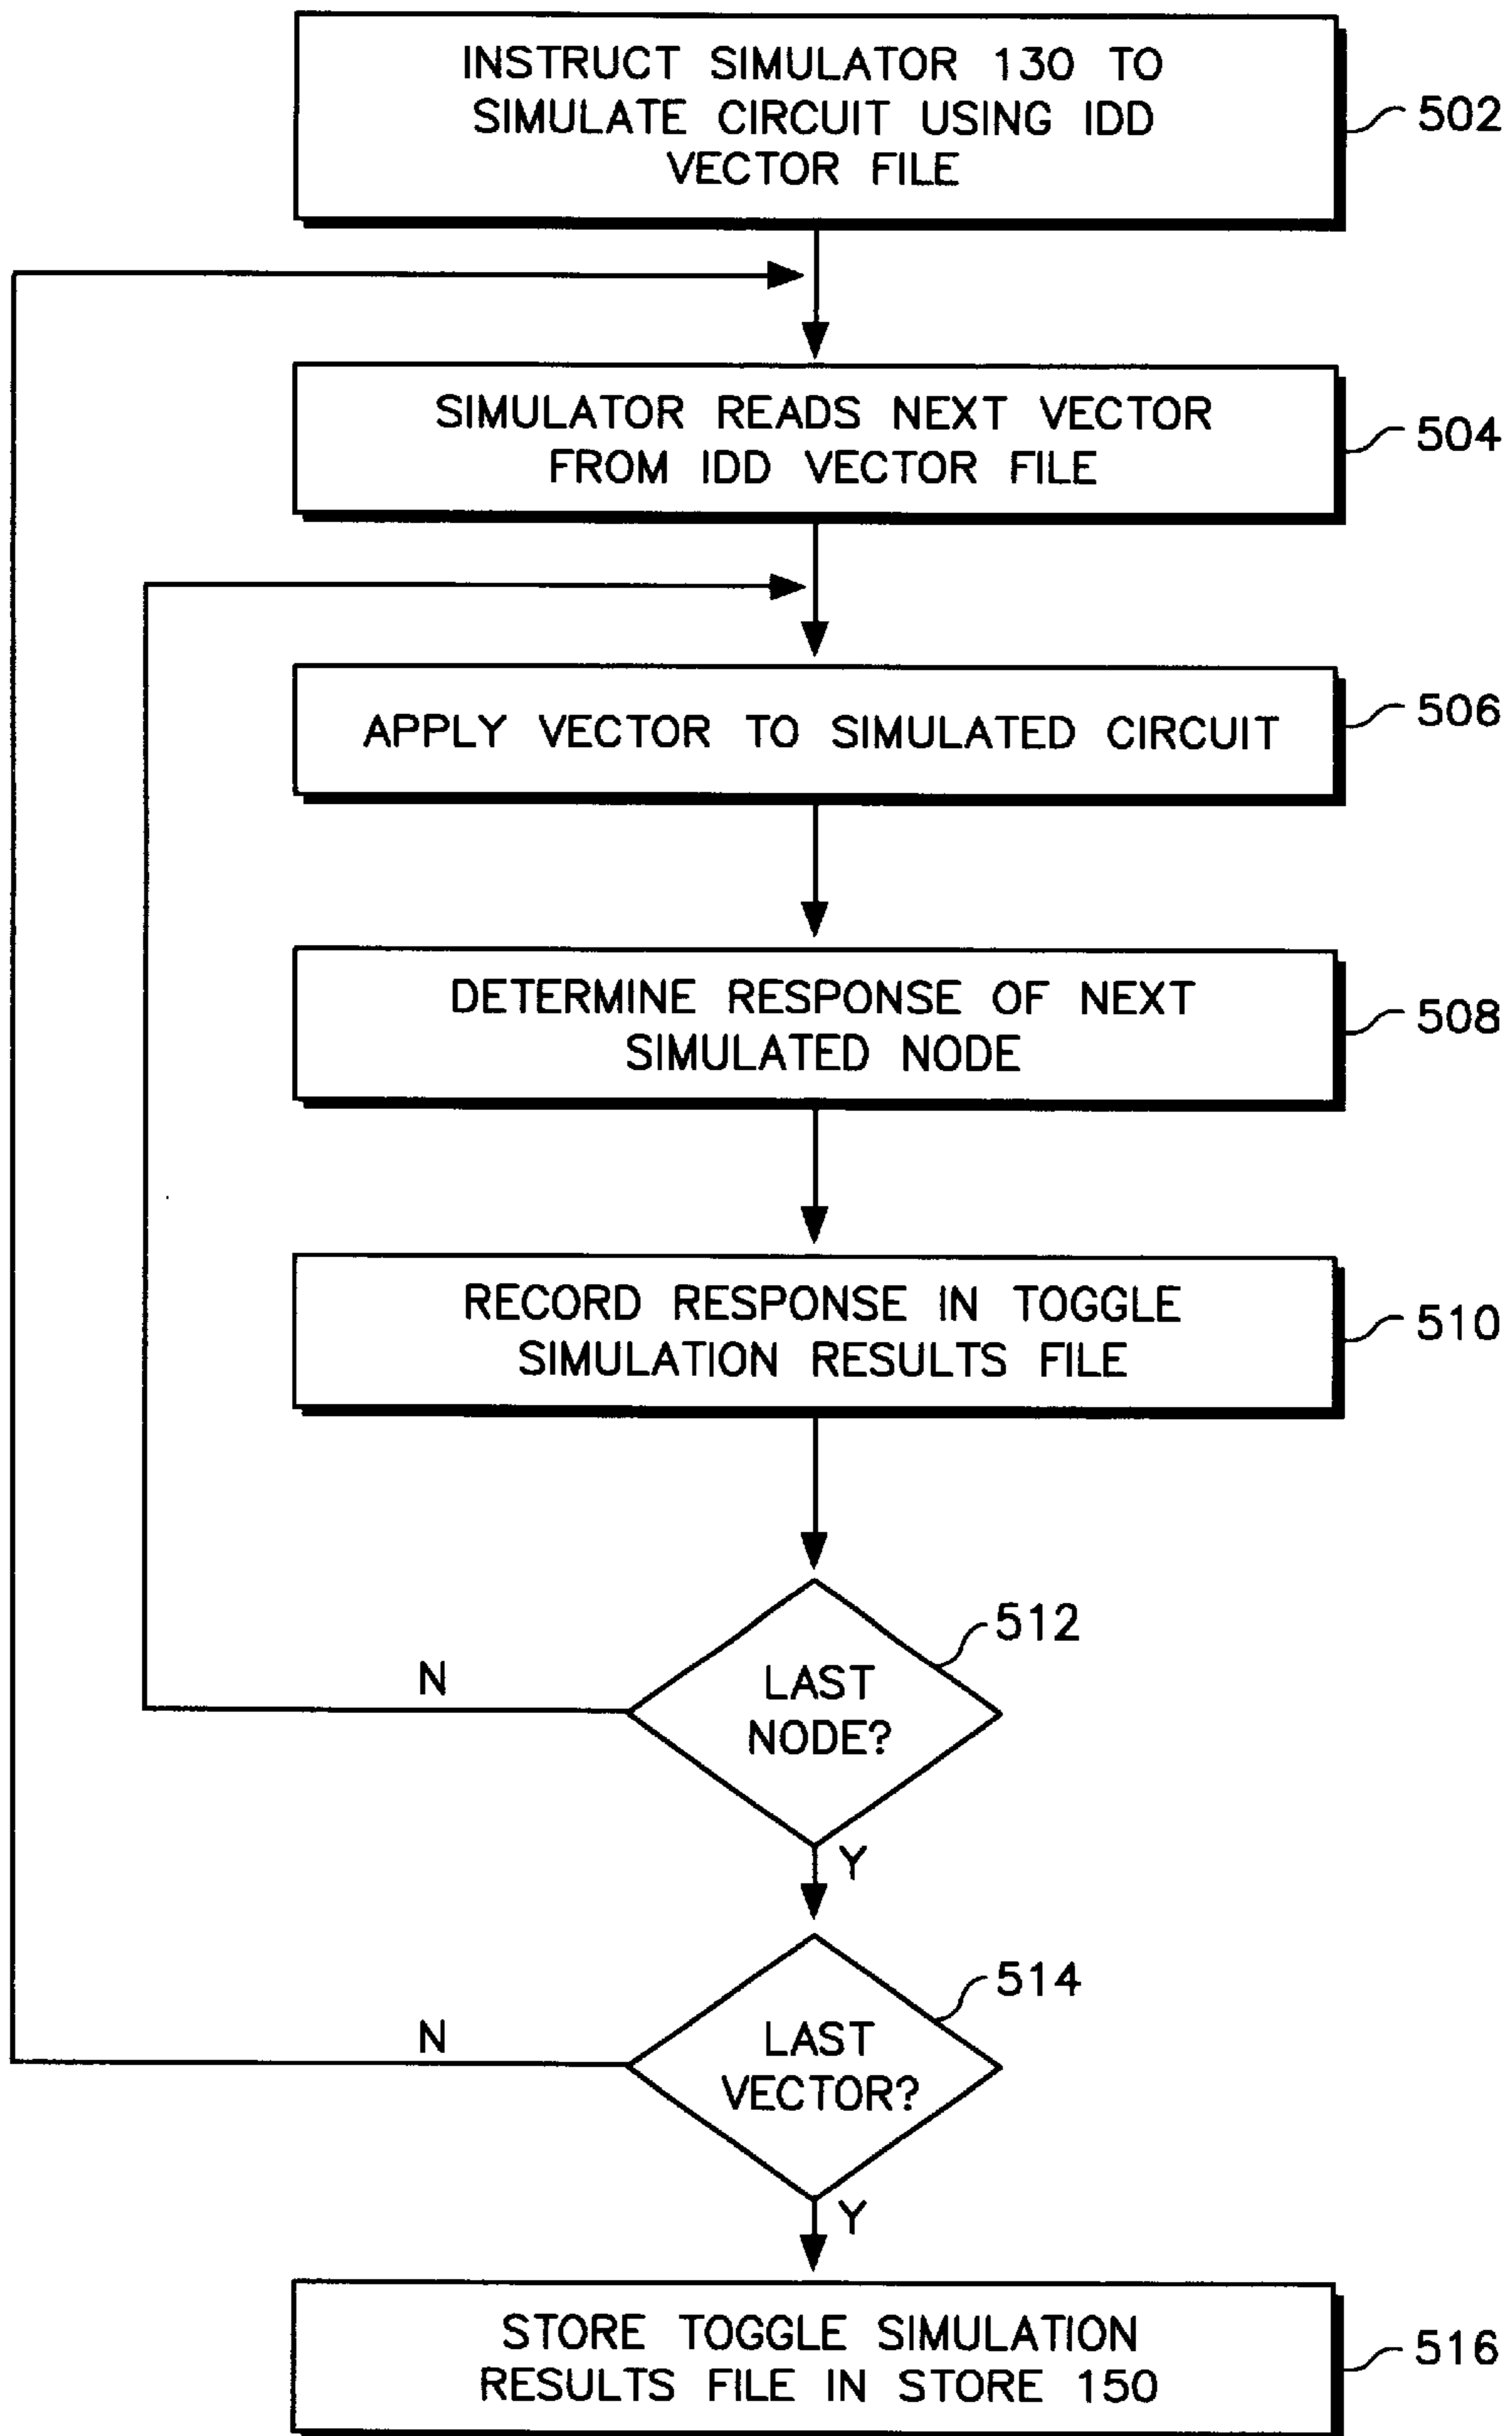 INSTRUCT SIMULATOR 130 TO
SIMULATE CIRCUIT USING IDD
VECTOR FILE
502
SIMULATOR READS NEXT VECTOR
FROM IDD VECTOR FILE
504
APPLY VECTOR TO SIMULATED CIRCUIT
506
DETERMINE RESPONSE OF NEXT
SIMULATED NODE
508
RECORD RESPONSE IN TOGGLE
SIMULATION RESULTS FILE
510
512
LAST
NODE?
N
Y
514
LAST
VECTOR?
N
Y
STORE TOGGLE SIMULATION
RESULTS FILE IN STORE 150
516